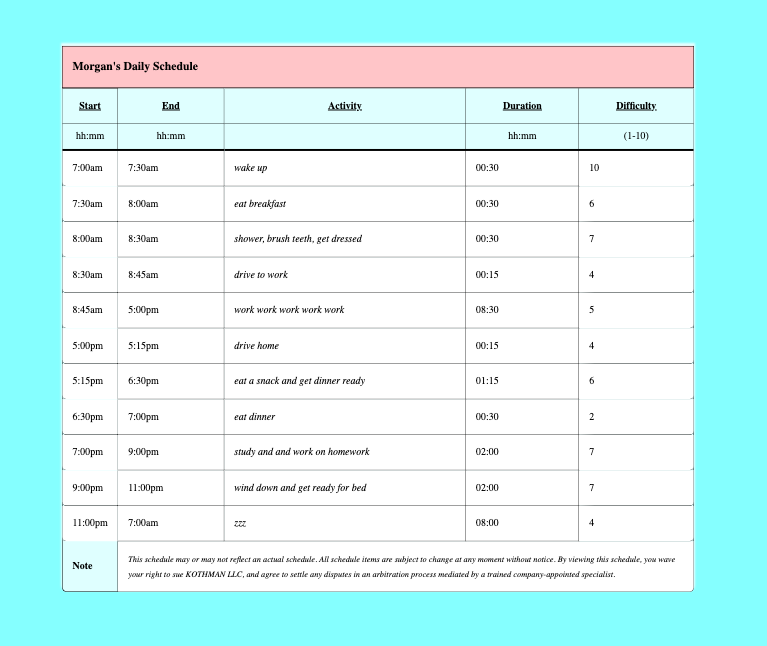 Morgan's Daily Schedule
Start End Activity Duration Difficulty
hh:mm hh:mm hh:mm (1-10)
7:00am 7:30am wake up 00:30 10
7:30am 8:00am eat breakfast 00:30 6
8:00am 8:30am shower, brush teeth, get dressed 00:30 7
8:30am 8:45am drive to work 00:15 4
8:45am 5:00pm work work work work work 08:30 5
5:00pm 5:15pm drive home 00:15 4
5:15pm 6:30pm eat a snack and get dinner ready 01:15 6
6:30pm 7:00pm eat dinner 00:30 2
7:00pm 9:00pm study and and work on homework 02:00 7
9:00pm 11:00pm wind down and get ready for bed 02:00 7
11:00pm 7:00am zzz 08:00 4
Note
This schedule may or may not reflect an actual schedule. All schedule items are subject to change at any moment without notice. By viewing this schedule, you wave
your right to sue KOTHMAN LLC, and agree to settle any disputes in an arbitration process mediated by a trained company-appointed specialist.